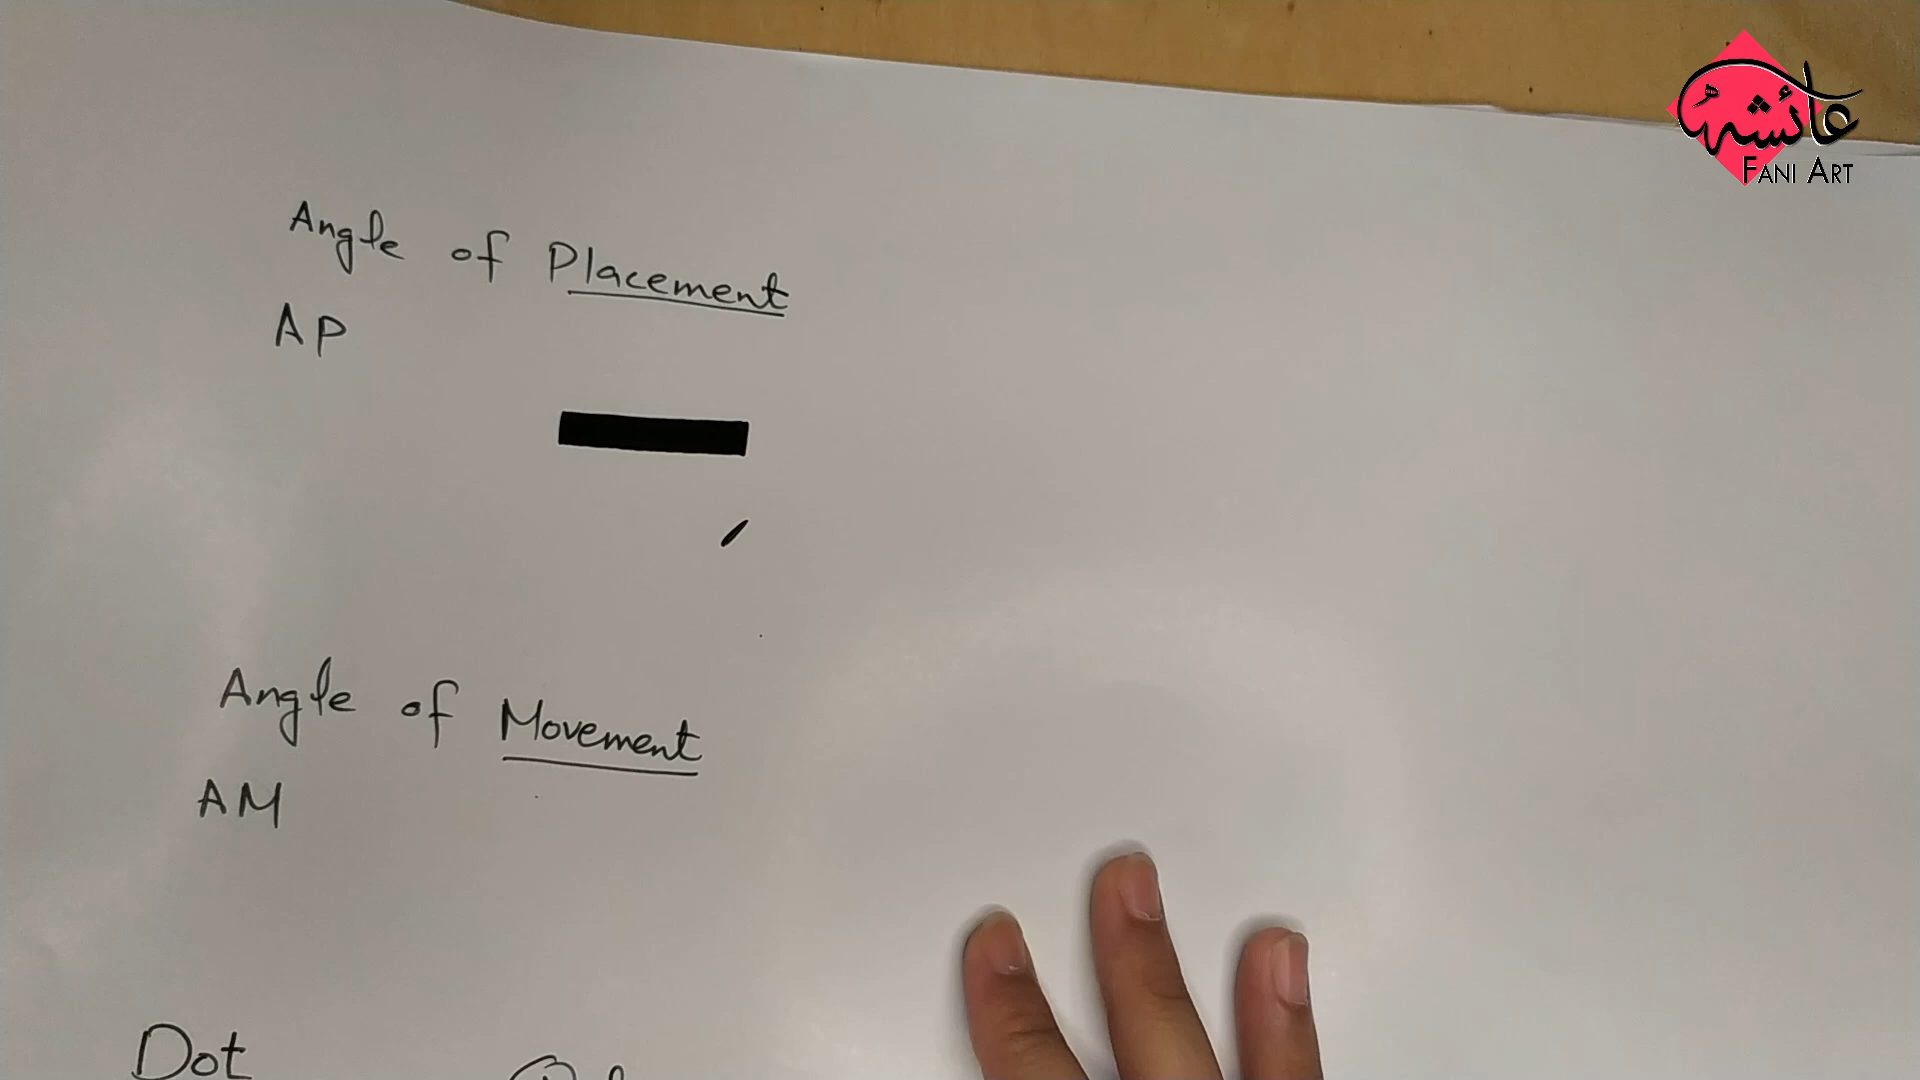 عائشہ
FANI ART
Angle of Placement
AP
Angle of Movement
AM
Dot